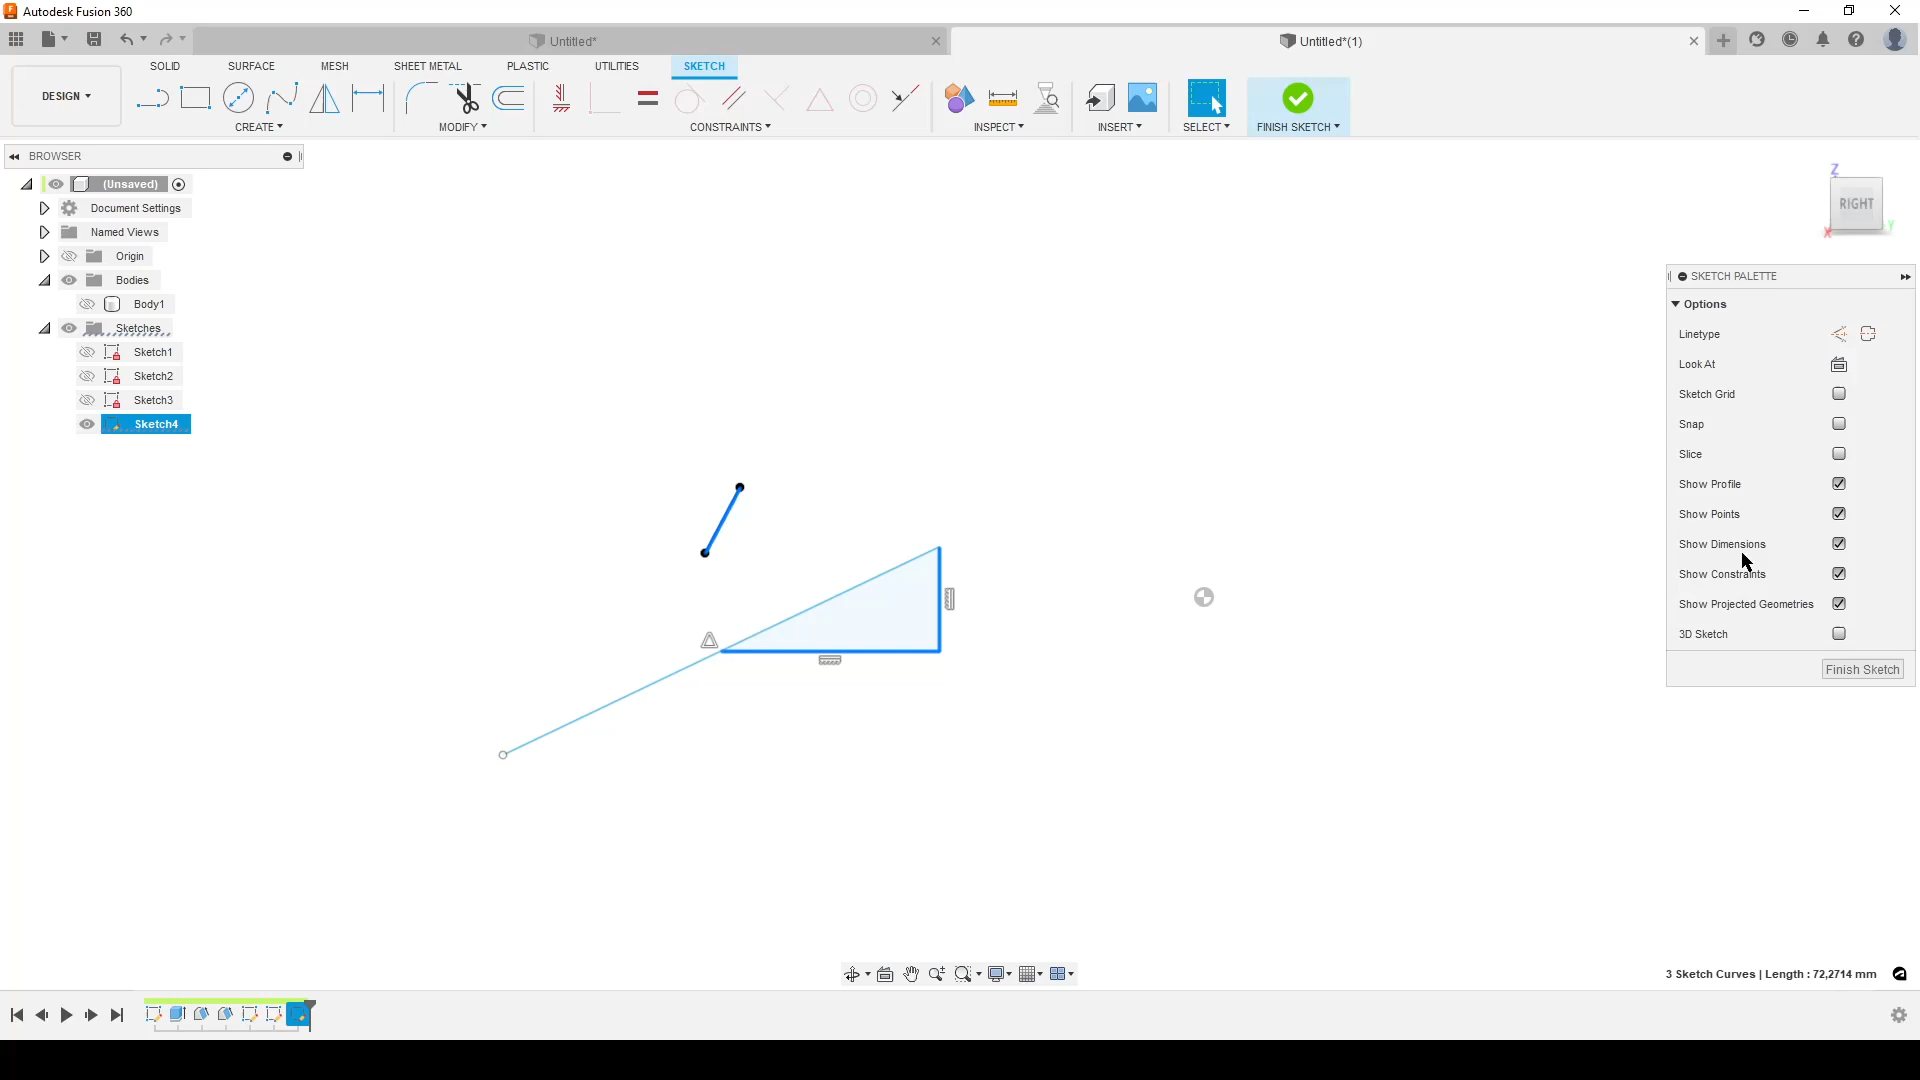 Autodesk Fusion 360
Untitled*
Untitled*(1)
SOLID SURFACE MESH SHEET METAL PLASTIC UTILITIES SKETCH
DESIGN
CREATE MODIFY CONSTRAINTS INSPECT INSERT SELECT FINISH SKETCH
BROWSER
(Unsaved)
Document Settings
Named Views
Origin
Bodies
Body1
Sketches
Sketch1
Sketch2
Sketch3
Sketch4
Z
RIGHT
X
Y
SKETCH PALETTE
Options
Linetype
Look At
Sketch Grid
Snap
Slice
Show Profile
Show Points
Show Dimensions
Show Constraints
Show Projected Geometries
3D Sketch
Finish Sketch
3 Sketch Curves | Length : 72,2714 mm